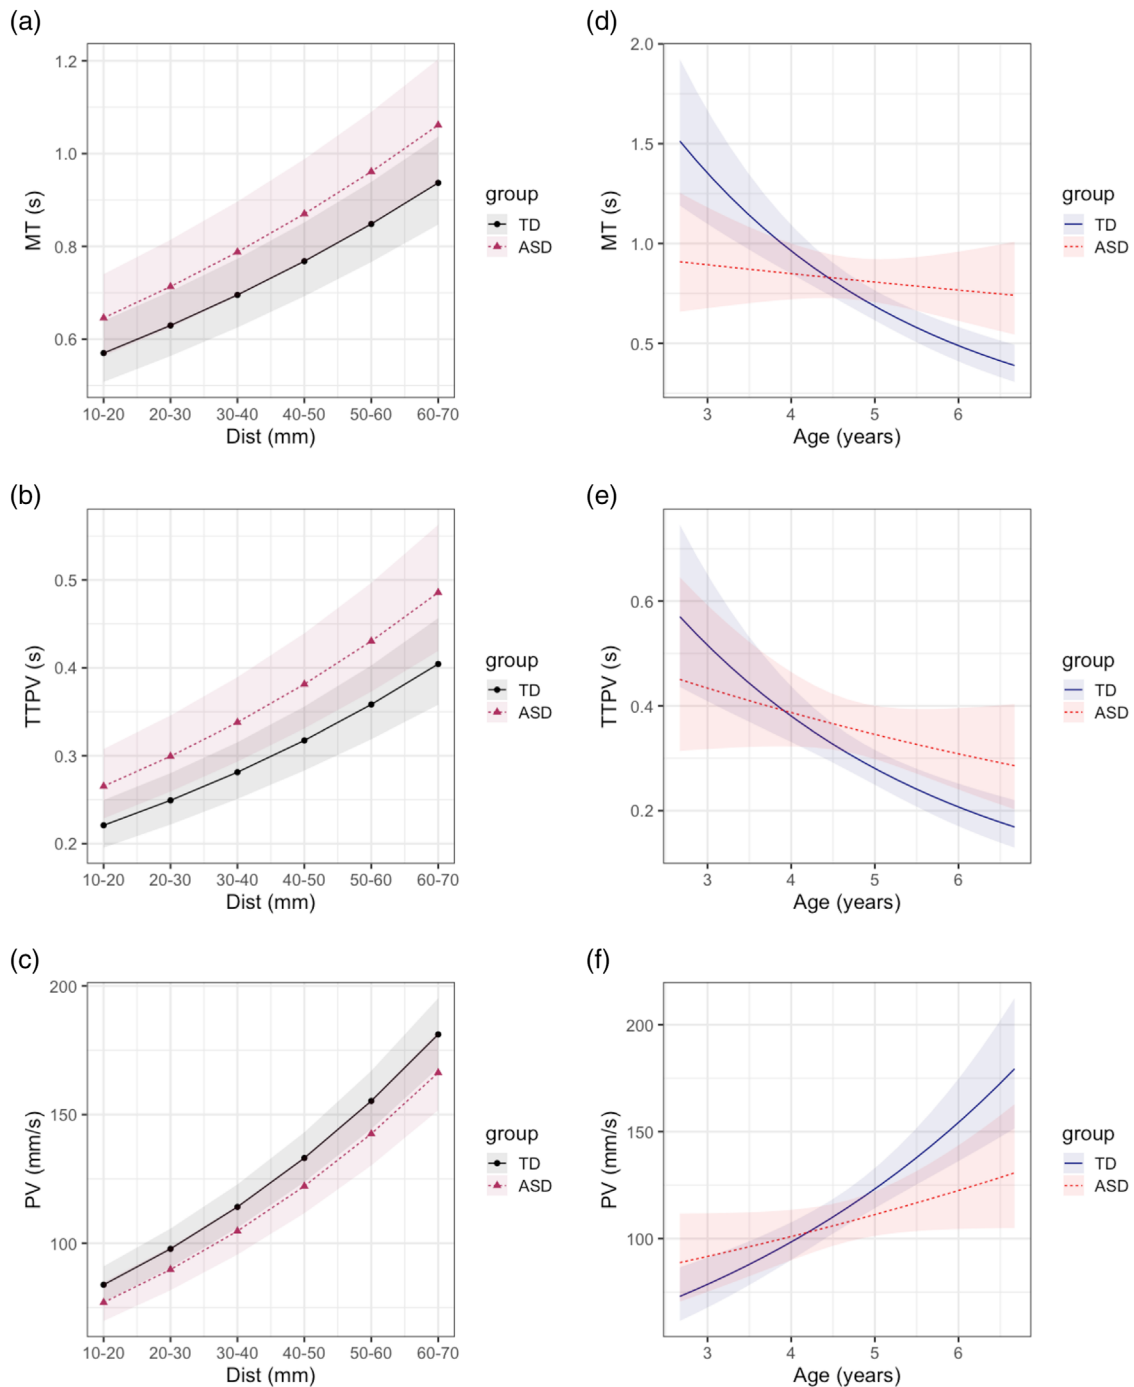 (a)
MT (s)
1.2
1.0
0.8
0.6
10-20 20-30 30-40 40-50 50-60 60-70
Dist (mm)
group
TD
ASD
(d)
MT (s)
2.0
1.5
1.0
0.5
3 4 5 6
Age (years)
group
TD
ASD
(b)
TTPV (s)
0.5
0.4
0.3
0.2
10-20 20-30 30-40 40-50 50-60 60-70
Dist (mm)
group
TD
ASD
(e)
TTPV (s)
0.6
0.4
0.2
3 4 5 6
Age (years)
group
TD
ASD
(c)
PV (mm/s)
200
150
100
10-20 20-30 30-40 40-50 50-60 60-70
Dist (mm)
group
TD
ASD
(f)
PV (mm/s)
200
150
100
3 4 5 6
Age (years)
group
TD
ASD